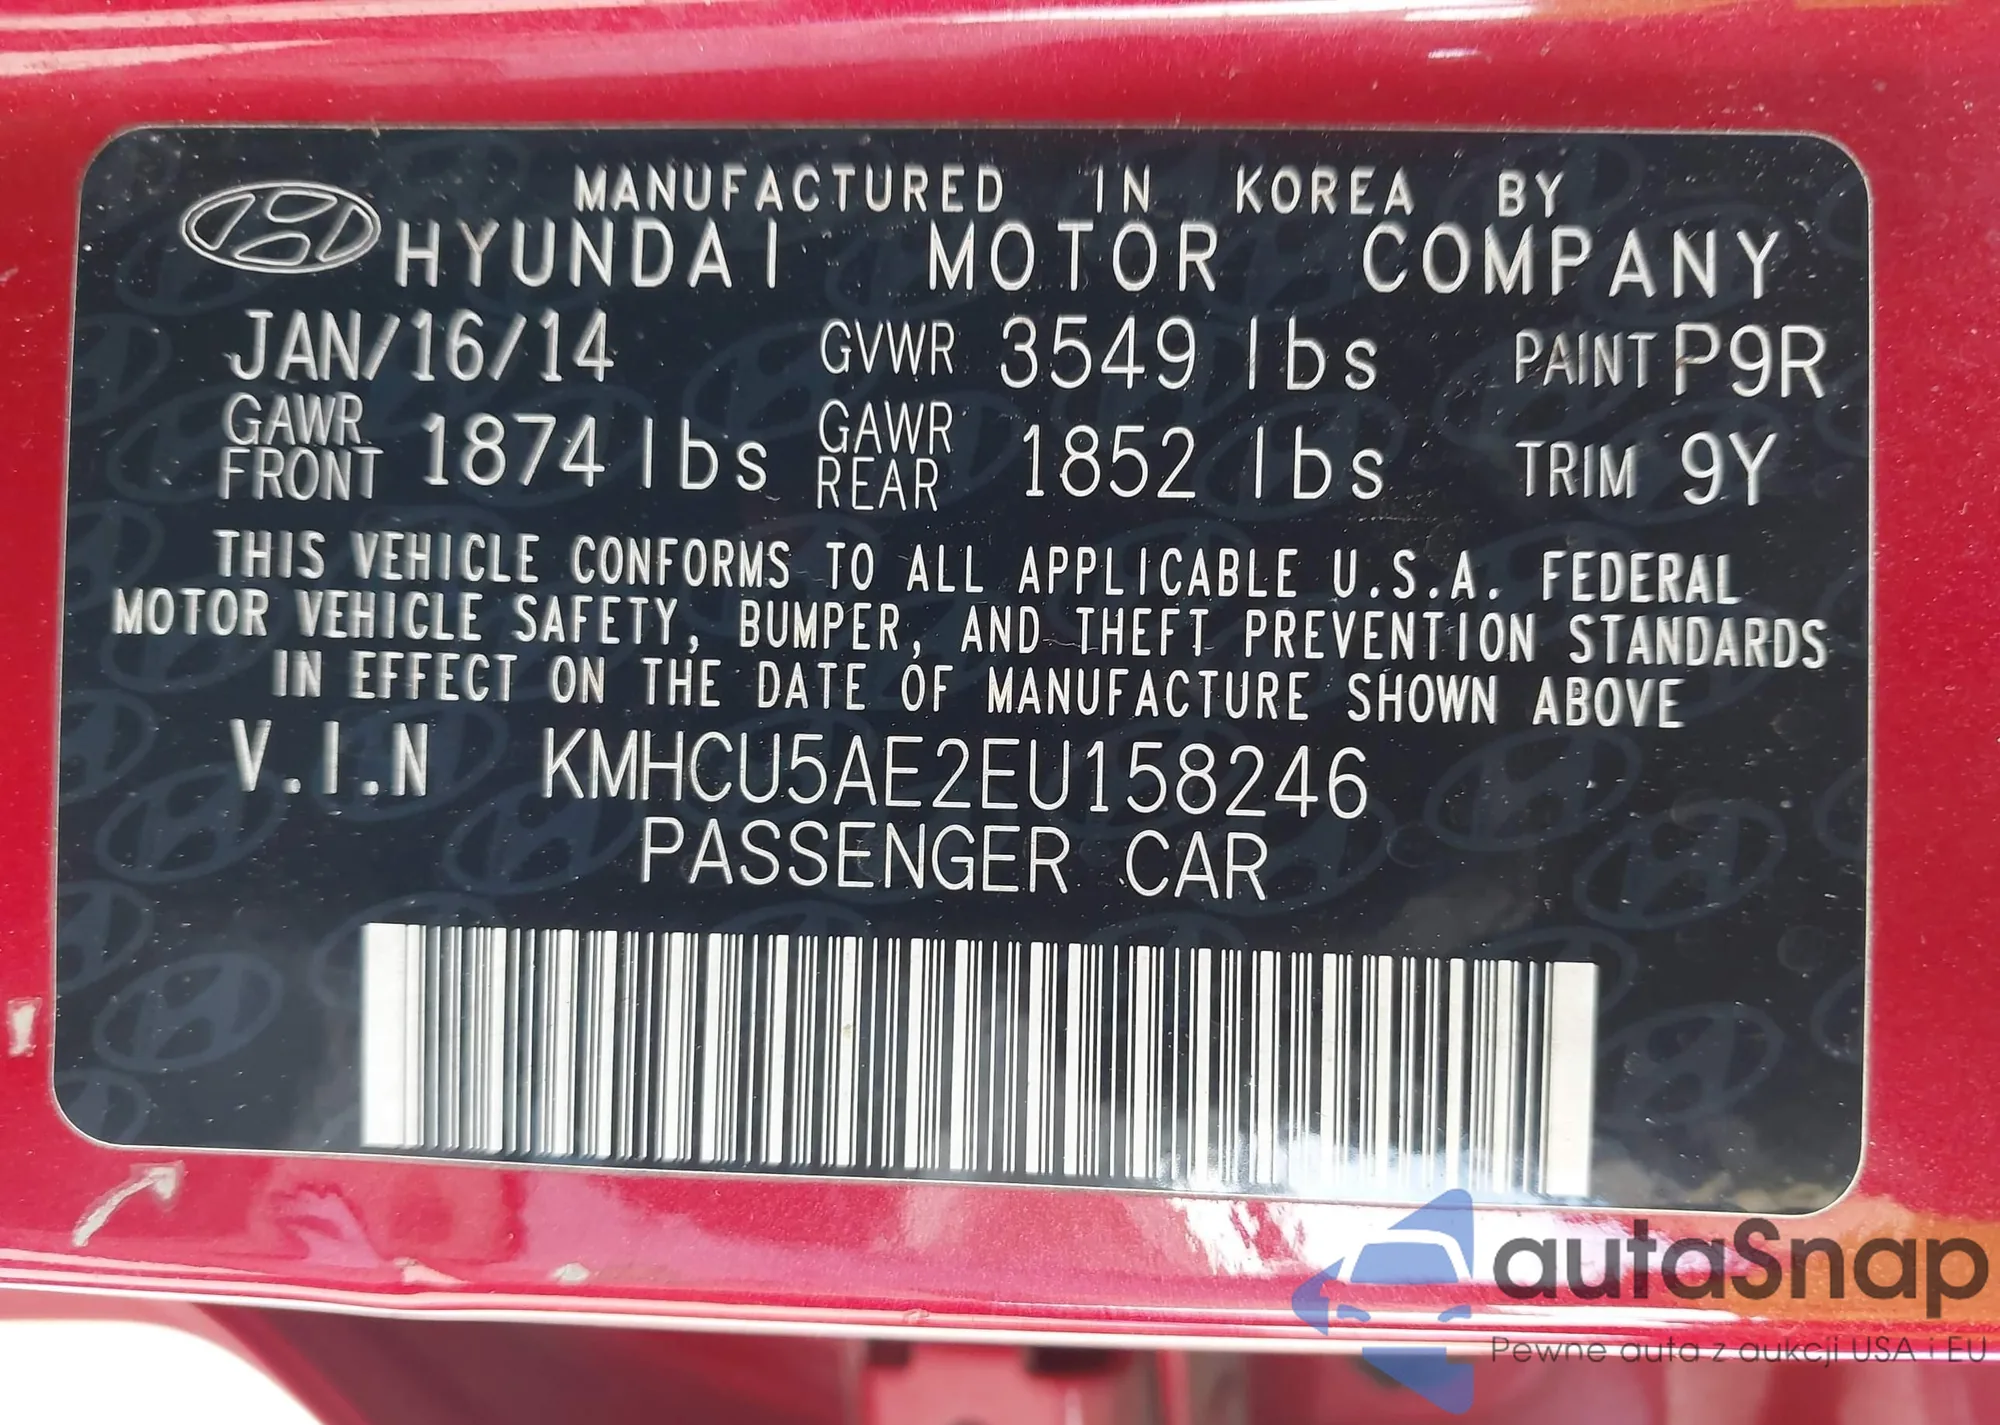 MANUFACTURED IN KOREA BY
HYUNDAI MOTOR COMPANY
JAN/16/14 GVWR 3549 lbs PAINT P9R
GAWR FRONT 1874 lbs GAWR REAR 1852 lbs TRIM 9Y
THIS VEHICLE CONFORMS TO ALL APPLICABLE U.S.A. FEDERAL
MOTOR VEHICLE SAFETY, BUMPER, AND THEFT PREVENTION STANDARDS
IN EFFECT ON THE DATE OF MANUFACTURE SHOWN ABOVE
V.I.N KMHCU5AE2EU158246
PASSENGER CAR
autaSnap
Pewne auta z aukcji USA i EU